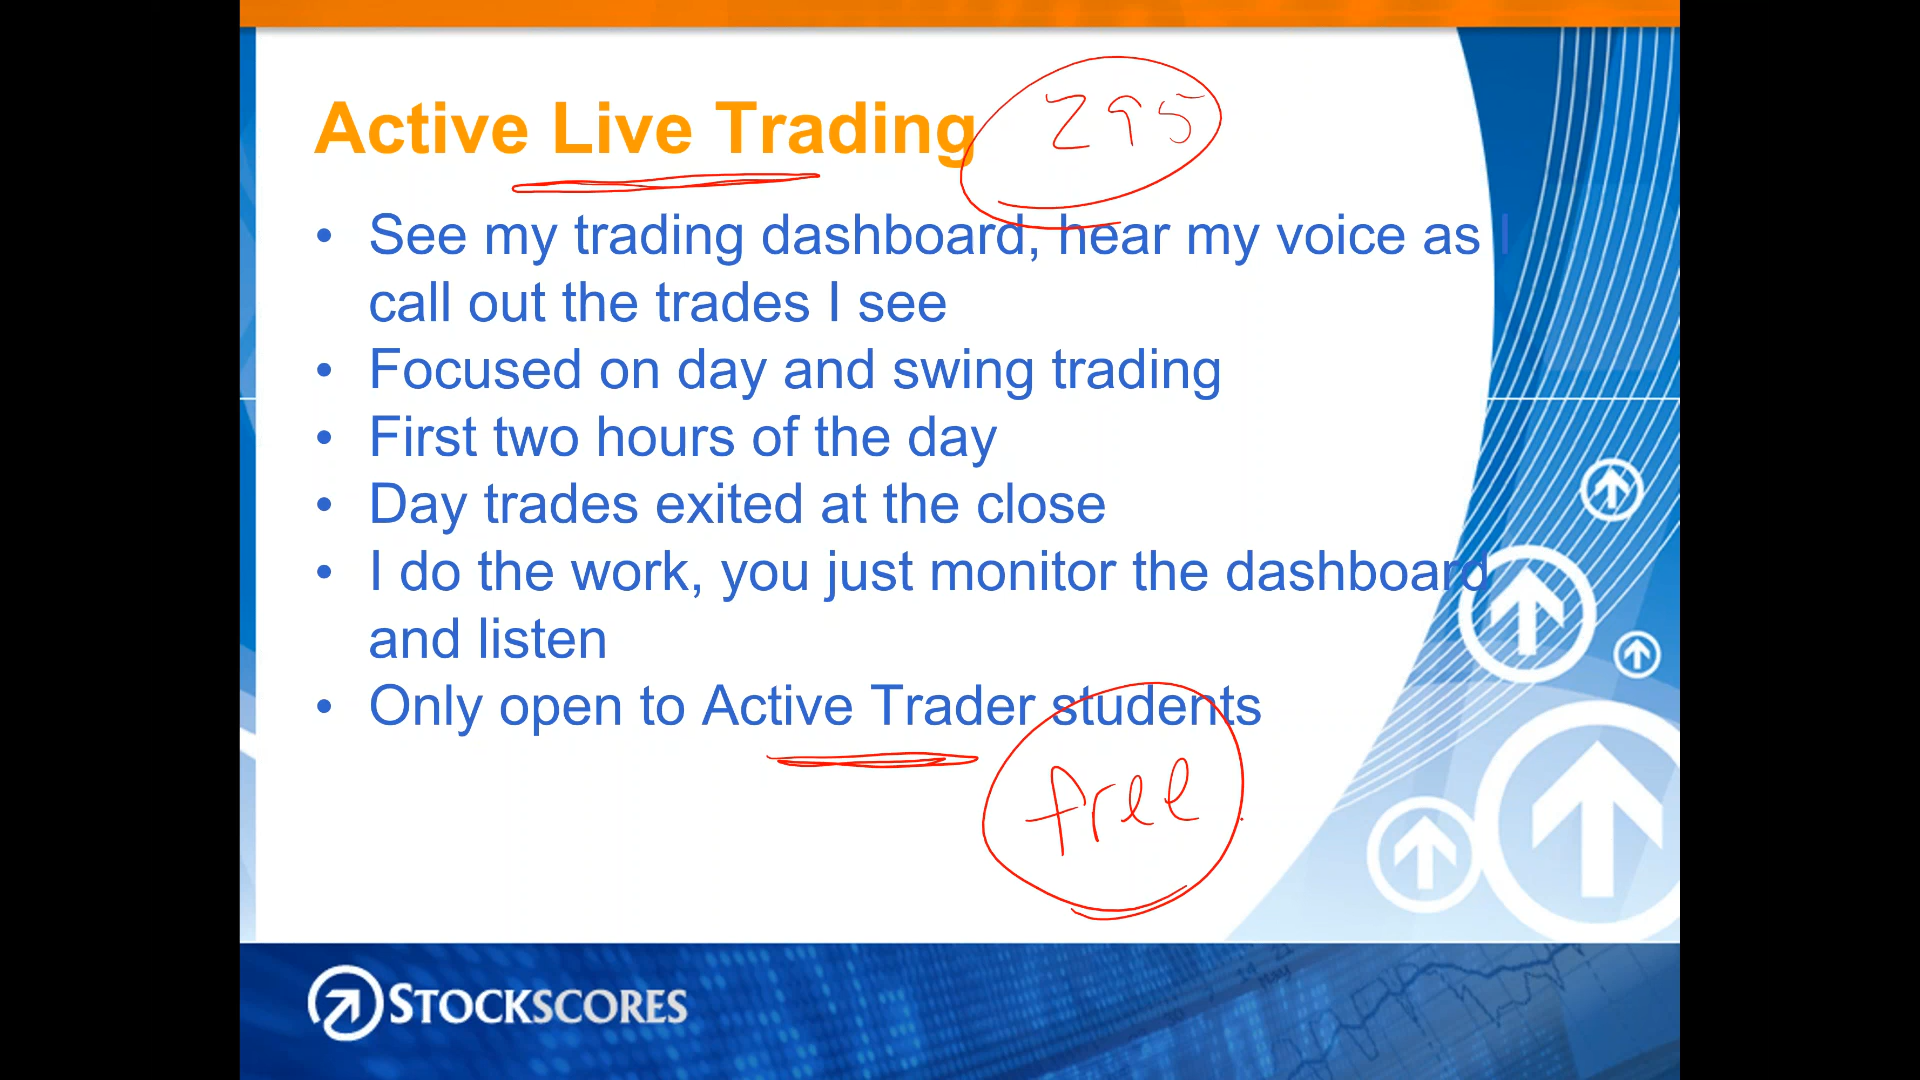 Active Live Trading 295
• See my trading dashboard, hear my voice as I
call out the trades I see
• Focused on day and swing trading
• First two hours of the day
• Day trades exited at the close
• I do the work, you just monitor the dashboard
and listen
• Only open to Active Trader students
free
STOCKSCORES